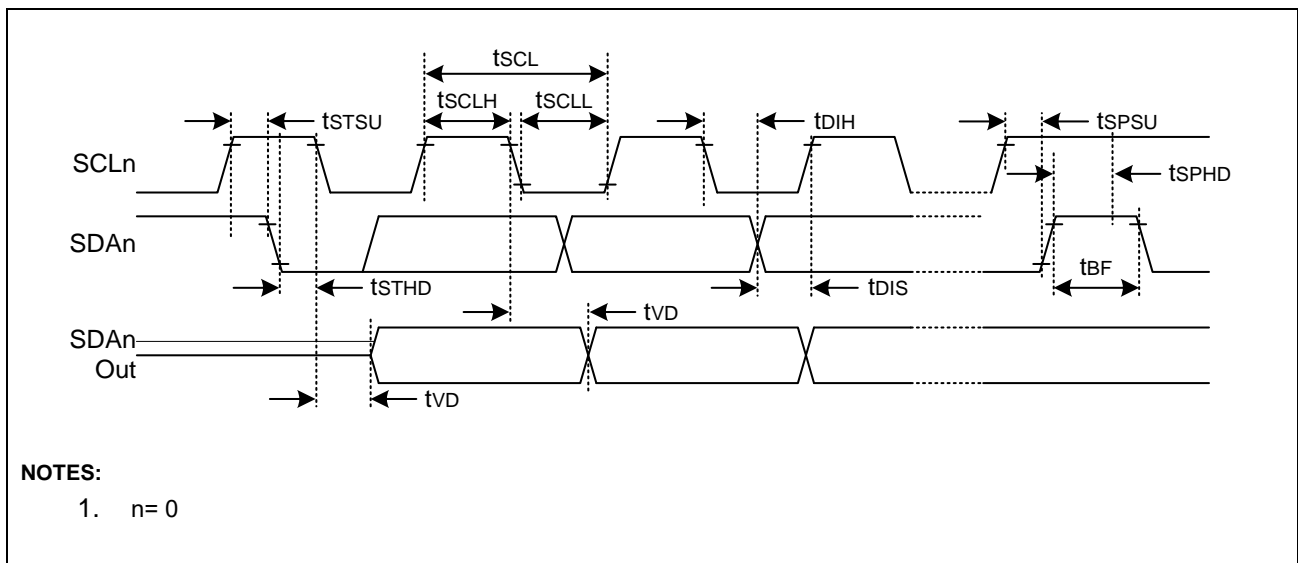 tSCL
tSCLH tSCLL
tSTSU tDIH tSPSU
SCLn
tSPHD
SDAn
tSTHD tDIS tBF
tVD
SDAn
Out
tVD
NOTES:
1. n= 0